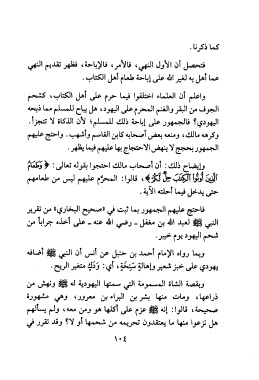 كما ذكرنا.
فتحصل أن الأول النهي، فالأمر، فالإباحة، فظهر تقديم النهي
عما أهل به لغير الله على إباحة طعام أهل الكتاب.
واعلم أن العلماء اختلفوا فيما حرم على أهل الكتاب، كشحم
الجوف من البقر والغنم المحرم على اليهود، هل يباح للمسلم مما ذبحه
اليهودي؟ فالجمهور على إباحة ذلك للمسلم؛ لأن الذكاة لا تتجزأ.
وكرهه مالك، ومنعه بعض أصحابه كابن القاسم وأشهب. واحتج عليهم
الجمهور بحجج لا ينهض الاحتجاج بها عليهم فيما يظهر.
وإيضاح ذلك: أن أصحاب مالك احتجوا بقوله تعالى: ﴿ وَطَعَامُ
الَّذِينَ أُوتُوا الْكِتَابَ حِلٌّ لَّكُمْ ﴾، قالوا: المحرَّم عليهم ليس من طعامهم
حتى يدخل فيما أحلته الآية.
فاحتج عليهم الجمهور بما ثبت في «صحيح البخاري» من تقرير
النبي ﷺ لعبد الله بن مغفل ـ رضي الله عنه ـ على أخذه جراباً من
شحم اليهود يوم خيبر.
وبما رواه الإمام أحمد بن حنبل عن أنس أن النبي ﷺ أضافه
يهودي على خبز شعير وإهالةٍ سَنِخَةٍ، أي: وَدَكٍ متغير الريح.
وبقصة الشاة المسمومة التي سمتها اليهودية له ﷺ ونهش من
ذراعها، ومات منها بشر بن البراء بن معرور، وهي مشهورة
صحيحة، قالوا: إنه ﷺ عزم على أكلها هو ومن معه، ولم يسألهم
هل نزعوا منها ما يعتقدون تحريمه من شحمها أو لا؟ وقد تقرر في
١٠٤